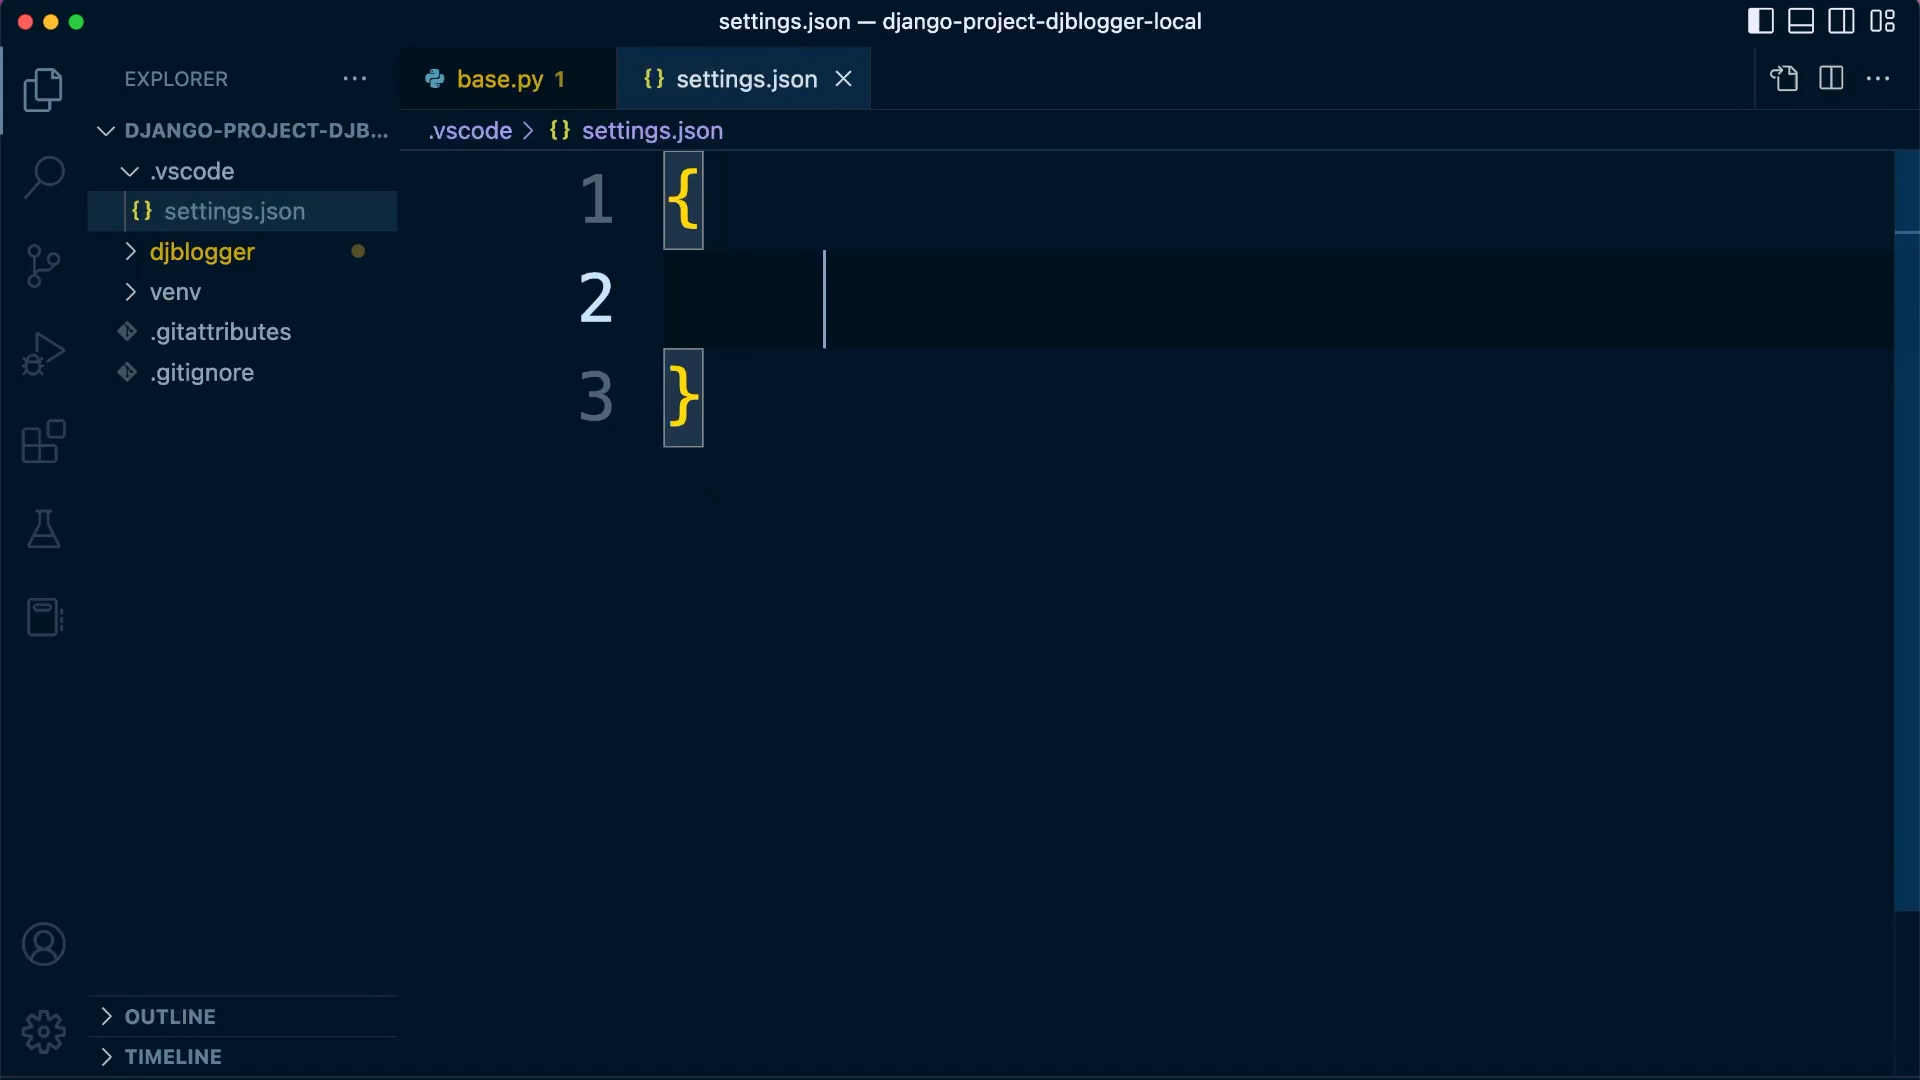 settings.json — django-project-djblogger-local
EXPLORER
DJANGO-PROJECT-DJB...
.vscode
{} settings.json
djblogger
venv
.gitattributes
.gitignore
OUTLINE
TIMELINE
base.py 1
{} settings.json
.vscode > {} settings.json
1 {
2
3 }